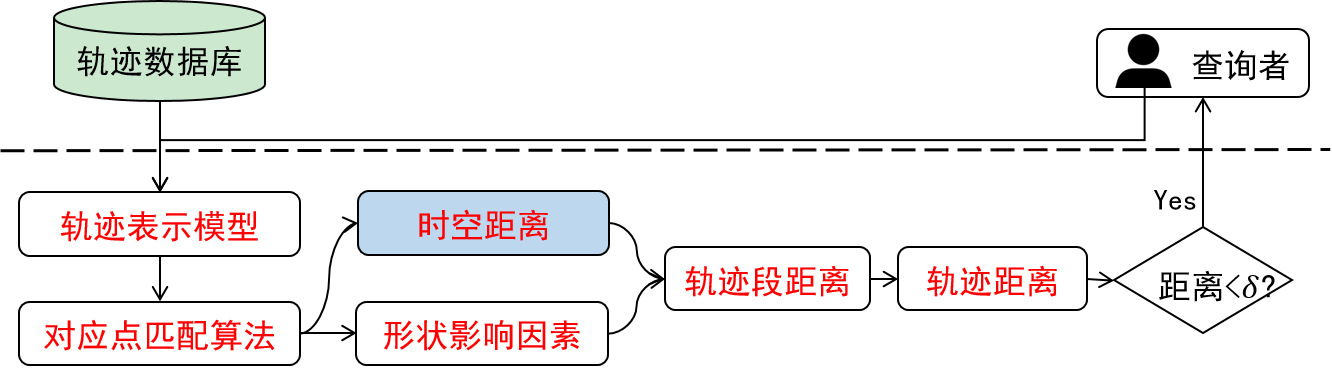 轨迹数据库
查询者
轨迹表示模型
时空距离
Yes
轨迹段距离
轨迹距离
距离<δ?
对应点匹配算法
形状影响因素